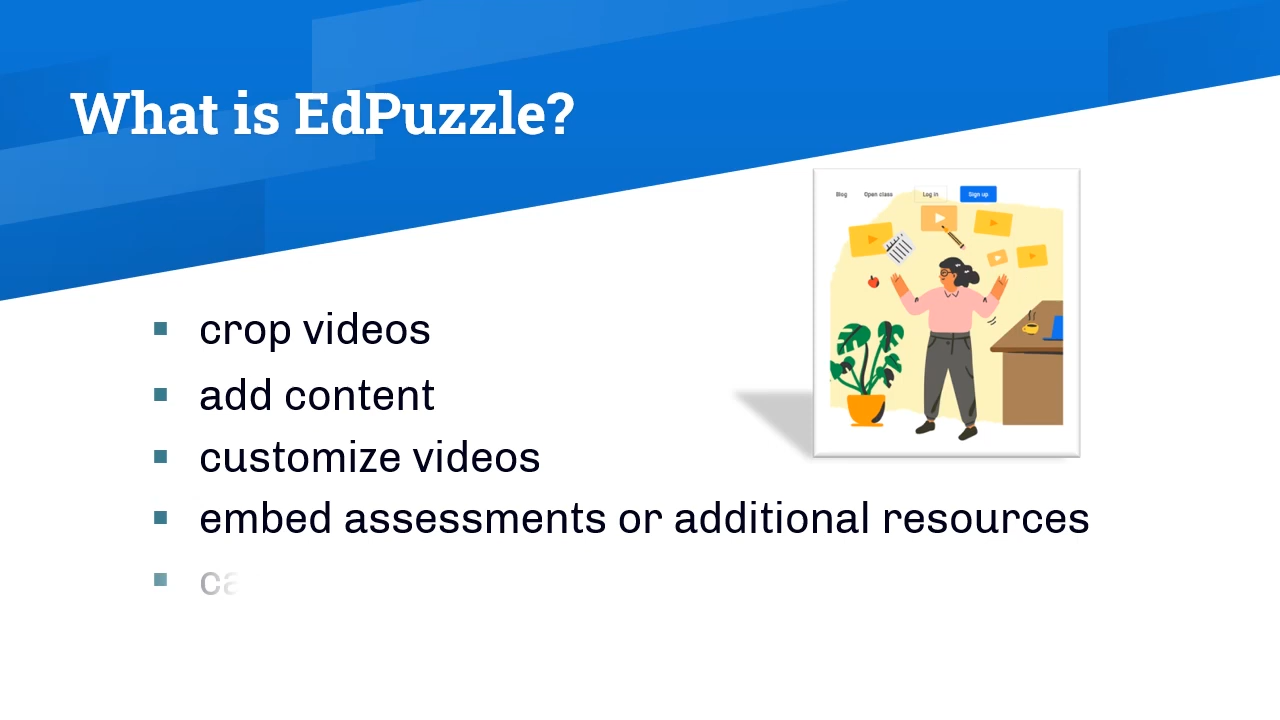 What is EdPuzzle?
Blog Open class Log in Sign up
crop videos
add content
customize videos
embed assessments or additional resources